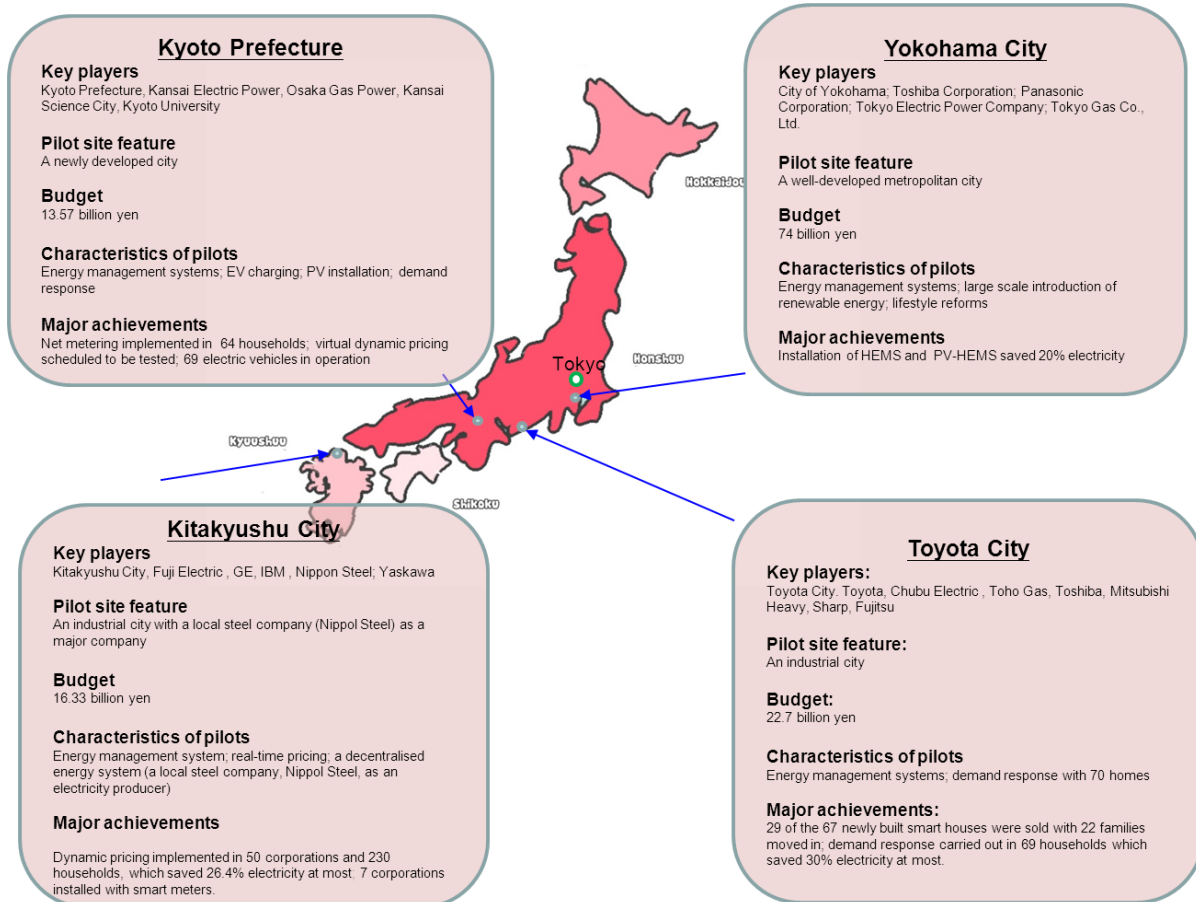 Kyoto Prefecture
Key players
Kyoto Prefecture, Kansai Electric Power, Osaka Gas Power, Kansai
Science City, Kyoto University
Pilot site feature
A newly developed city
Budget
13.57 billion yen
Characteristics of pilots
Energy management systems; EV charging; PV installation; demand
response
Major achievements
Net metering implemented in 64 households; virtual dynamic pricing
scheduled to be tested; 69 electric vehicles in operation
Yokohama City
Key players
City of Yokohama; Toshiba Corporation; Panasonic
Corporation; Tokyo Electric Power Company; Tokyo Gas Co.,
Ltd.
Pilot site feature
A well-developed metropolitan city
Budget
74 billion yen
Characteristics of pilots
Energy management systems; large scale introduction of
renewable energy; lifestyle reforms
Major achievements
Installation of HEMS and PV-HEMS saved 20% electricity
Hokkaidou
Honshuu
Tokyo
Kyuushuu
Shikoku
Kitakyushu City
Key players
Kitakyushu City, Fuji Electric , GE, IBM , Nippon Steel; Yaskawa
Pilot site feature
An industrial city with a local steel company (Nippol Steel) as a
major company
Budget
16.33 billion yen
Characteristics of pilots
Energy management system; real-time pricing; a decentralised
energy system (a local steel company, Nippol Steel, as an
electricity producer)
Major achievements
Dynamic pricing implemented in 50 corporations and 230
households, which saved 26.4% electricity at most; 7 corporations
installed with smart meters.
Toyota City
Key players:
Toyota City. Toyota, Chubu Electric , Toho Gas, Toshiba, Mitsubishi
Heavy, Sharp, Fujitsu
Pilot site feature:
An industrial city
Budget:
22.7 billion yen
Characteristics of pilots
Energy management systems; demand response with 70 homes
Major achievements:
29 of the 67 newly built smart houses were sold with 22 families
moved in; demand response carried out in 69 households which
saved 30% electricity at most.